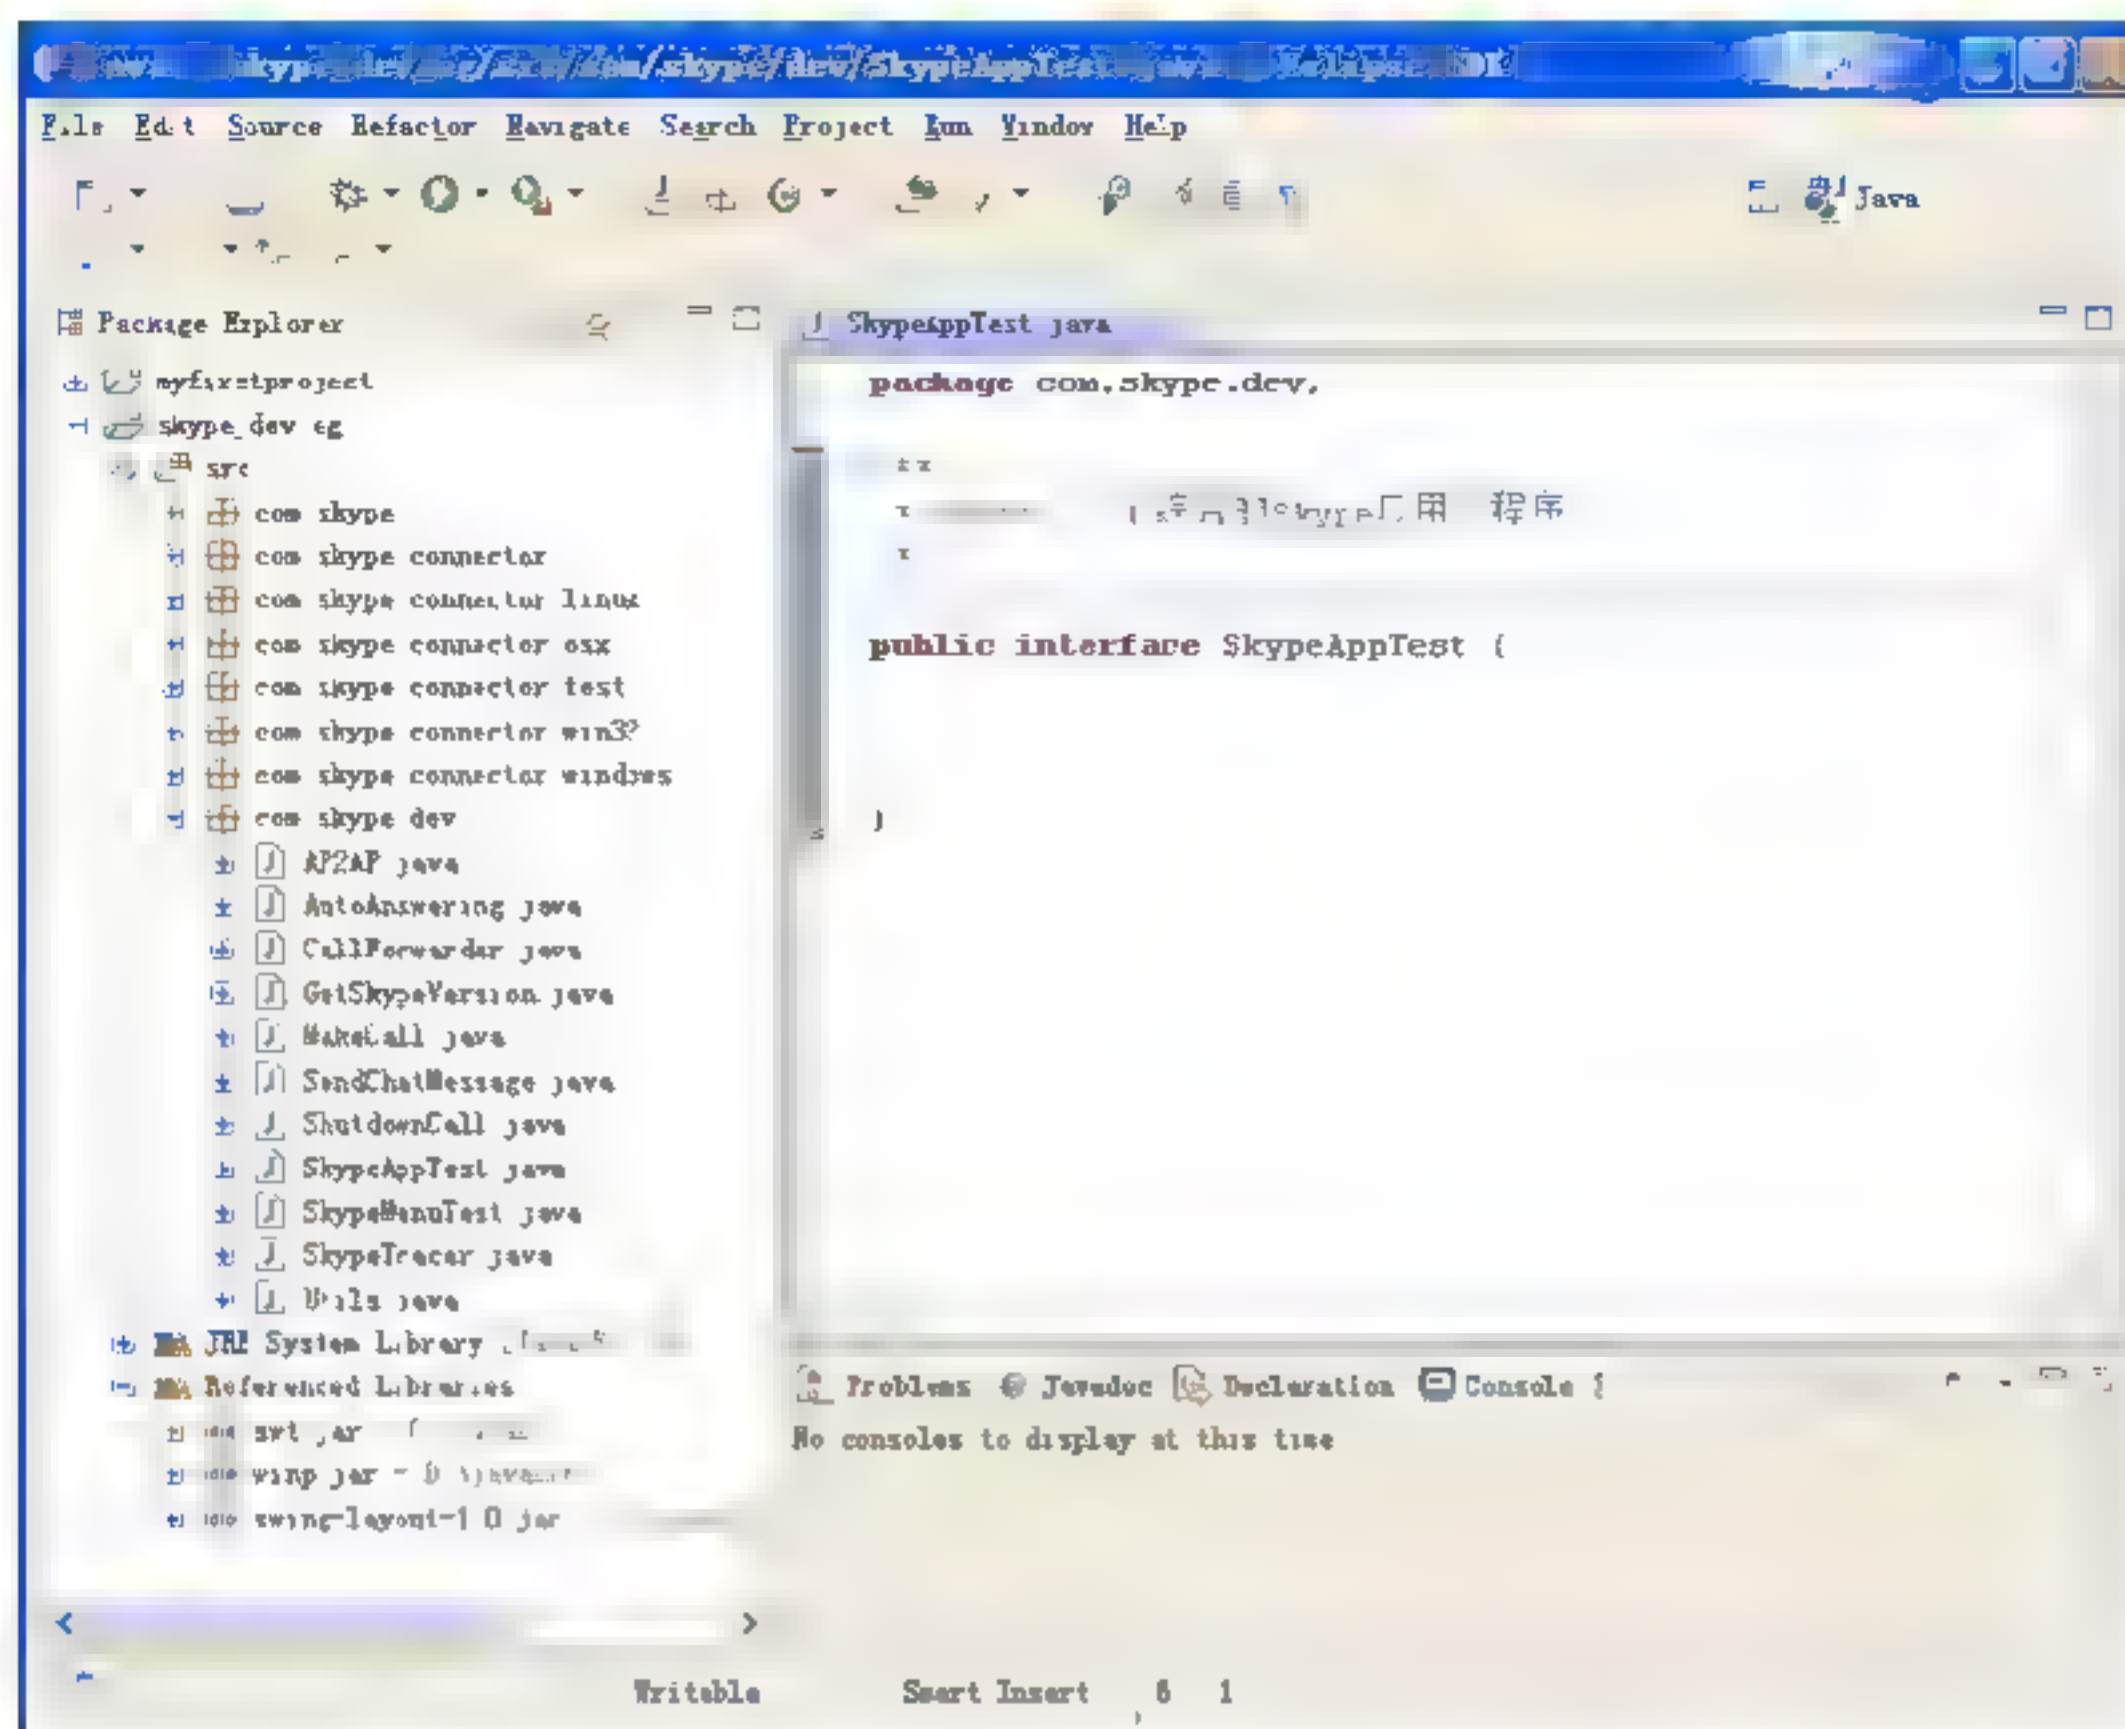 File Edit Source Refactor Navigate Search Project Run Window Help
Java
Package Explorer
SkypeAppTest java
myfirstproject
skype_dev eg
src
com skype
com skype connector
com skype connector linux
com skype connector osx
com skype connector test
com skype connector win32
com skype connector windows
com skype dev
AP2AP java
AutoAnswering java
CallForwarder java
GetSkypeVersion java
MakeCall java
SendChatMessage java
ShutdownCall java
SkypeAppTest java
SkypeMenuTest java
SkypeTracer java
Utils java
JRE System Library
Referenced Libraries
swt jar
winp jar - D
swing-layout-1 0 jar
package com.skype.dev;
程序
public interface SkypeAppTest {
}
Problems Javadoc Declaration Console
No consoles to display at this time
Writable Smart Insert 6 1